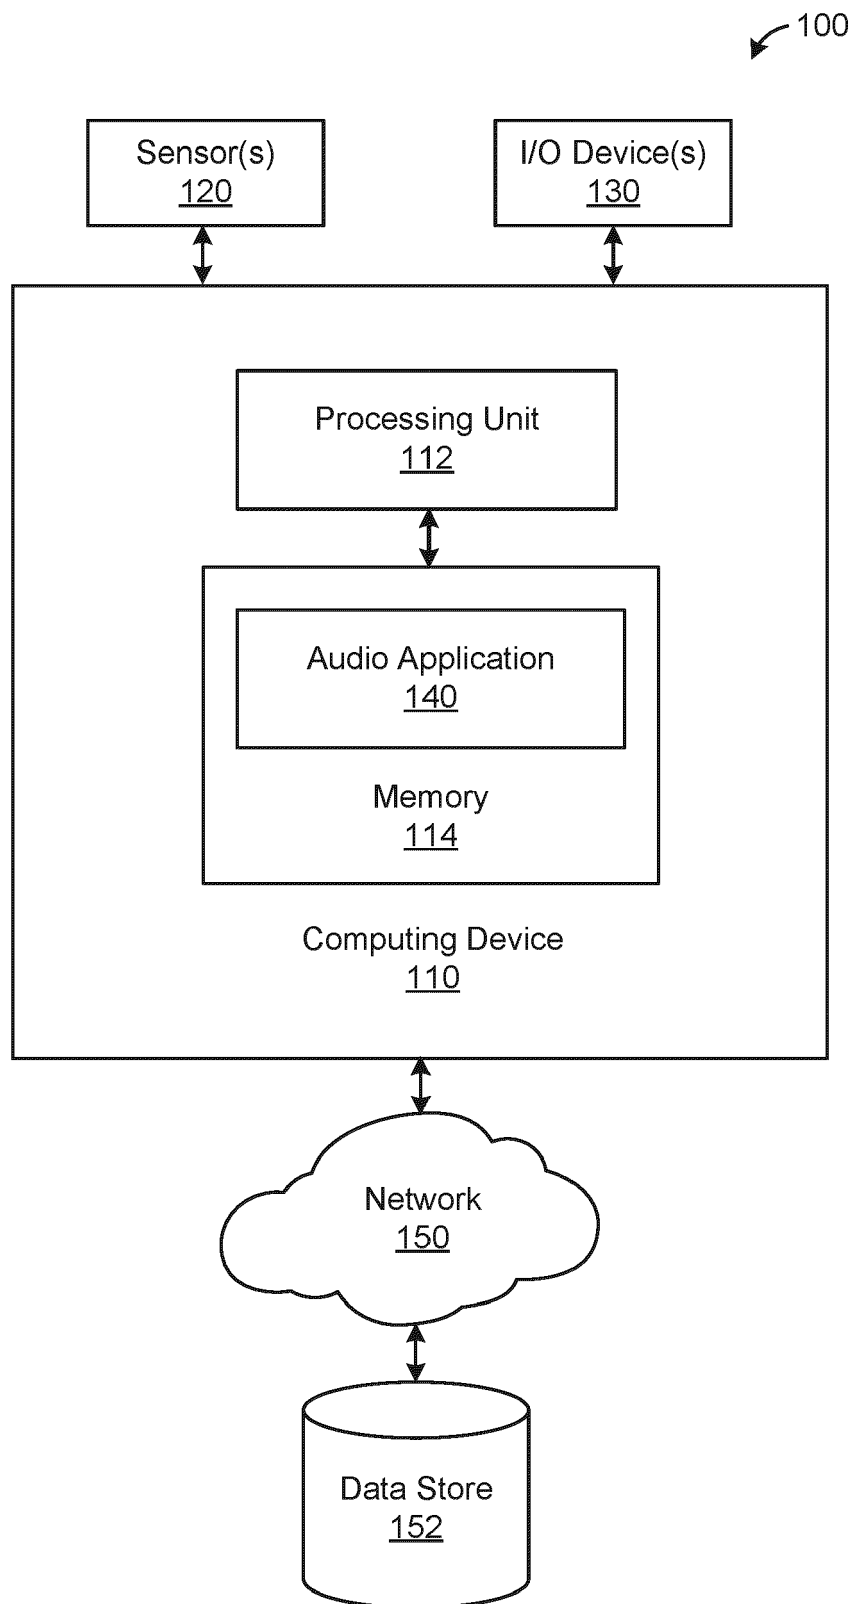 100
Sensor(s)
120
I/O Device(s)
130
Processing Unit
112
Audio Application
140
Memory
114
Computing Device
110
Network
150
Data Store
152